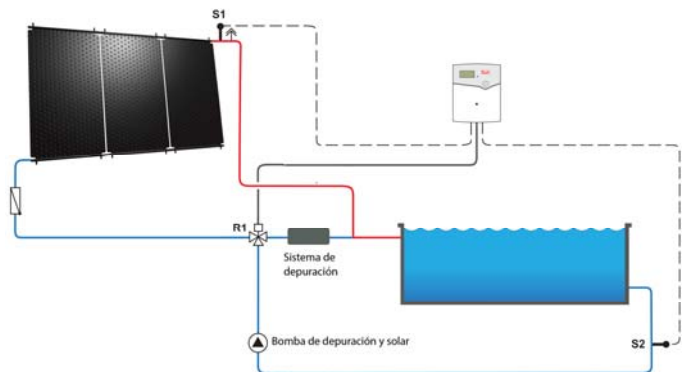 S1
R1
Sistema de
depuración
Bomba de depuración y solar
S2